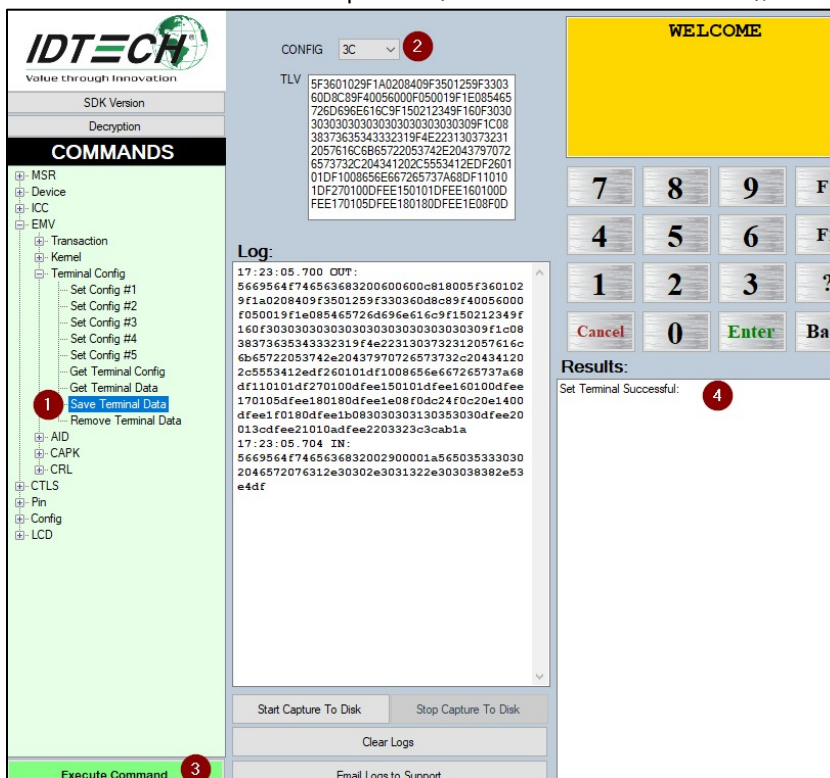 IDTECH
Value through Innovation
SDK Version
Decryption
COMMANDS
MSR
Device
ICC
EMV
Transaction
Kernel
Terminal Config
Set Config #1
Set Config #2
Set Config #3
Set Config #4
Set Config #5
Get Terminal Config
Get Terminal Data
1
Save Terminal Data
Remove Terminal Data
AID
CAPK
CRL
CTLS
Pin
Config
LCD
Execute Command
3
CONFIG 3C
2
TLV
5F3601029F1A0208409F3501259F3303
60D8C89F40056000F050019F1E085465
726D696E616C9F150212349F160F3030
30303030303030303030303030309F1C08
38373635343332319F4E223130373231
2057616C6B65722053742E2043797072
6573732C204341202C5553412EDF2601
01DF1008656E667265737A68DF11010
1DF270100DFEE150101DFEE160100D
FEE170105DFEE180180DFEE1E08F0D
Log:
17:23:05.700 OUT:
5669564f746563683200600600c818005f360102
9f1a0208409f3501259f330360d8c89f40056000
f050019f1e085465726d696e616c9f150212349f
160f3030303030303030303030303030309f1c08
38373635343332319f4e2231303732312057616c
6b65722053742e20437970726573732c20434120
2c5553412edf260101df1008656e667265737a68
df110101df270100dfee150101dfee160100dfee
170105dfee180180dfee1e08f0dc24f0c20e1400
dfee1f0180dfee1b083030303130353030dfee20
013cdfee21010adfee2203323c3cab1a
17:23:05.704 IN:
5669564f7465636832002900001a565035333030
2046572076312e30302e3031322e303038382e53
e4df
Start Capture To Disk
Stop Capture To Disk
Clear Logs
Email Logs to Support
WELCOME
7 8 9 F
4 5 6 F
1 2 3 ?
Cancel 0 Enter Ba
Results:
Set Terminal Successful:
4